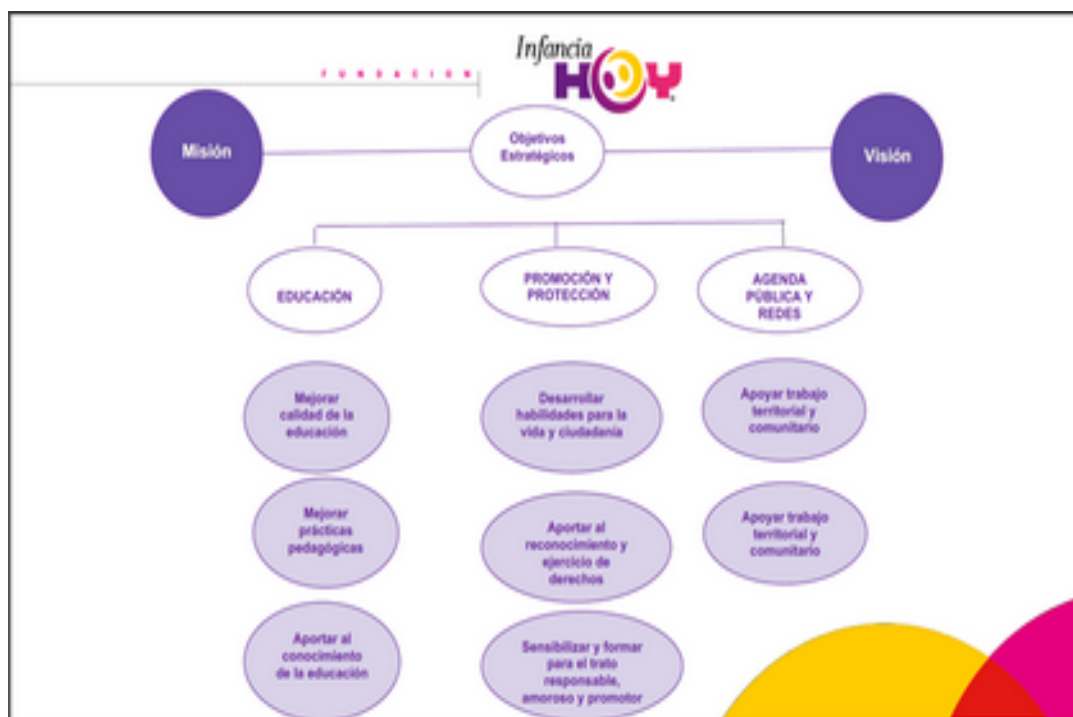 FUNDACIÓN
Infancia
HOY
Misión
Objetivos
Estratégicos
Visión
EDUCACIÓN
PROMOCIÓN Y
PROTECCIÓN
AGENDA
PÚBLICA Y
REDES
Mejorar
calidad de la
educación
Desarrollar
habilidades para la
vida y ciudadanía
Apoyar trabajo
territorial y
comunitario
Mejorar
prácticas
pedagógicas
Aportar al
reconocimiento y
ejercicio de
derechos
Apoyar trabajo
territorial y
comunitario
Aportar al
conocimiento
de la educación
Sensibilizar y formar
para el trato
responsable,
amoroso y promotor